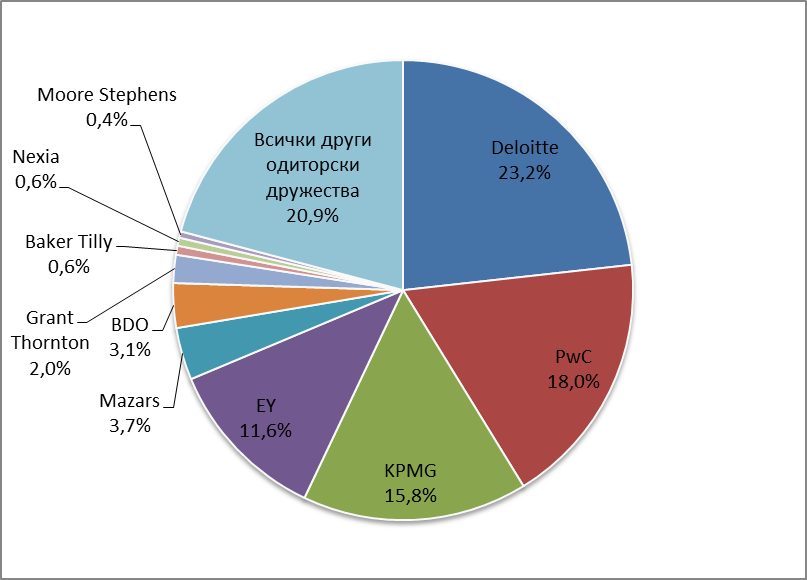 Moore Stephens
0,4%
Nexia
0,6%
Baker Tilly
0,6%
Grant
Thornton
2,0%
BDO
3,1%
Mazars
3,7%
EY
11,6%
KPMG
15,8%
PwC
18,0%
Deloitte
23,2%
Всички други
одиторски
дружества
20,9%